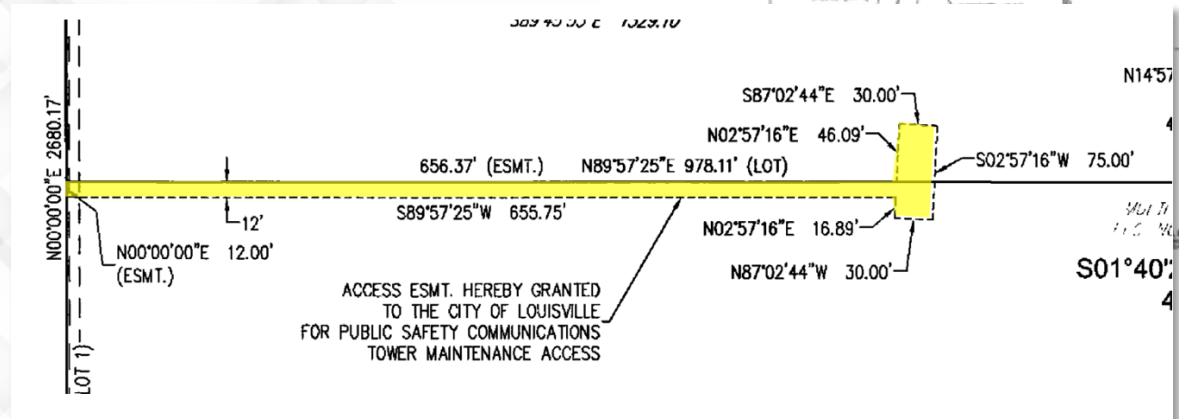 1329.10'
N14°57
S87°02'44"E 30.00'
N02°57'16"E 46.09'
N00°00'00"E 2680.17'
656.37' (ESMT.) N89°57'25"E 978.11' (LOT)
S02°57'16"W 75.00'
S89°57'25"W 655.75'
12'
N02°57'16"E 16.89'
N00°00'00"E 12.00'
(ESMT.)
N87°02'44"W 30.00'
S01°40'
ACCESS ESMT. HEREBY GRANTED
TO THE CITY OF LOUISVILLE
FOR PUBLIC SAFETY COMMUNICATIONS
TOWER MAINTENANCE ACCESS
LOT 1)